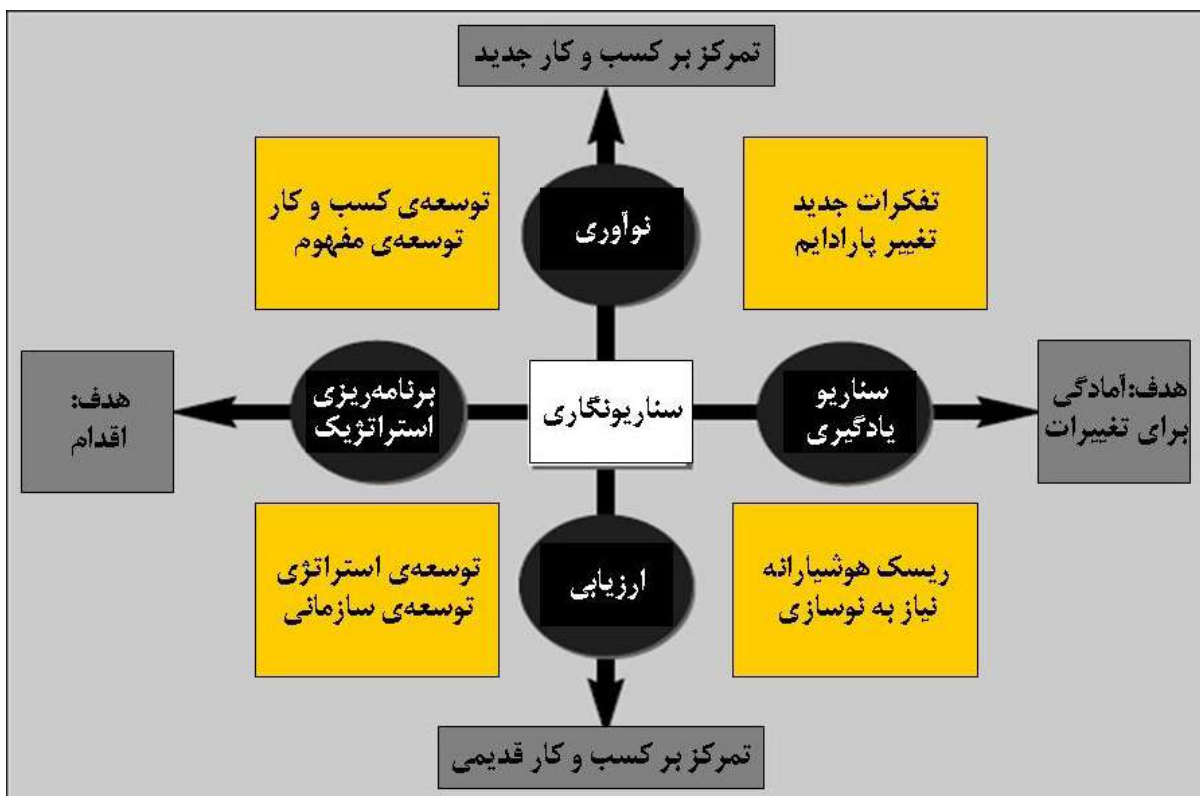 تمرکز بر کسب و کار جدید
تفکرات جدید
تغییر پارادایم
نوآوری
توسعه‌ی کسب و کار
توسعه‌ی مفهوم
هدف:آمادگی
برای تغییرات
سناریو
یادگیری
سناریونگاری
برنامه‌ریزی
استراتژیک
هدف:
اقدام
ریسک هوشیارانه
نیاز به نوسازی
ارزیابی
توسعه‌ی استراتژی
توسعه‌ی سازمانی
تمرکز بر کسب و کار قدیمی